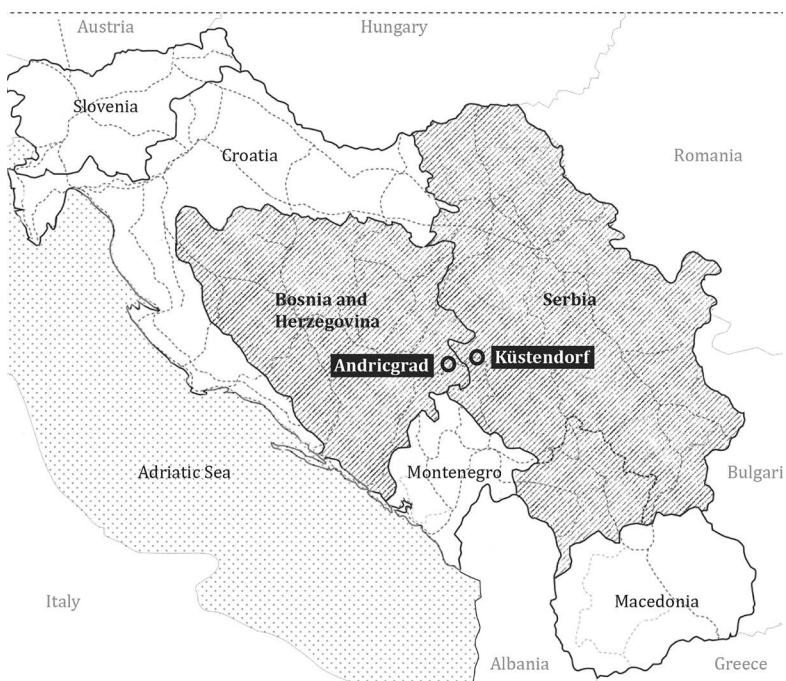 Austria
Hungary
Slovenia
Croatia
Romania
Bosnia and
Herzegovina
Serbia
Andricgrad
Küstendorf
Adriatic Sea
Montenegro
Bulgari
Italy
Macedonia
Albania
Greece